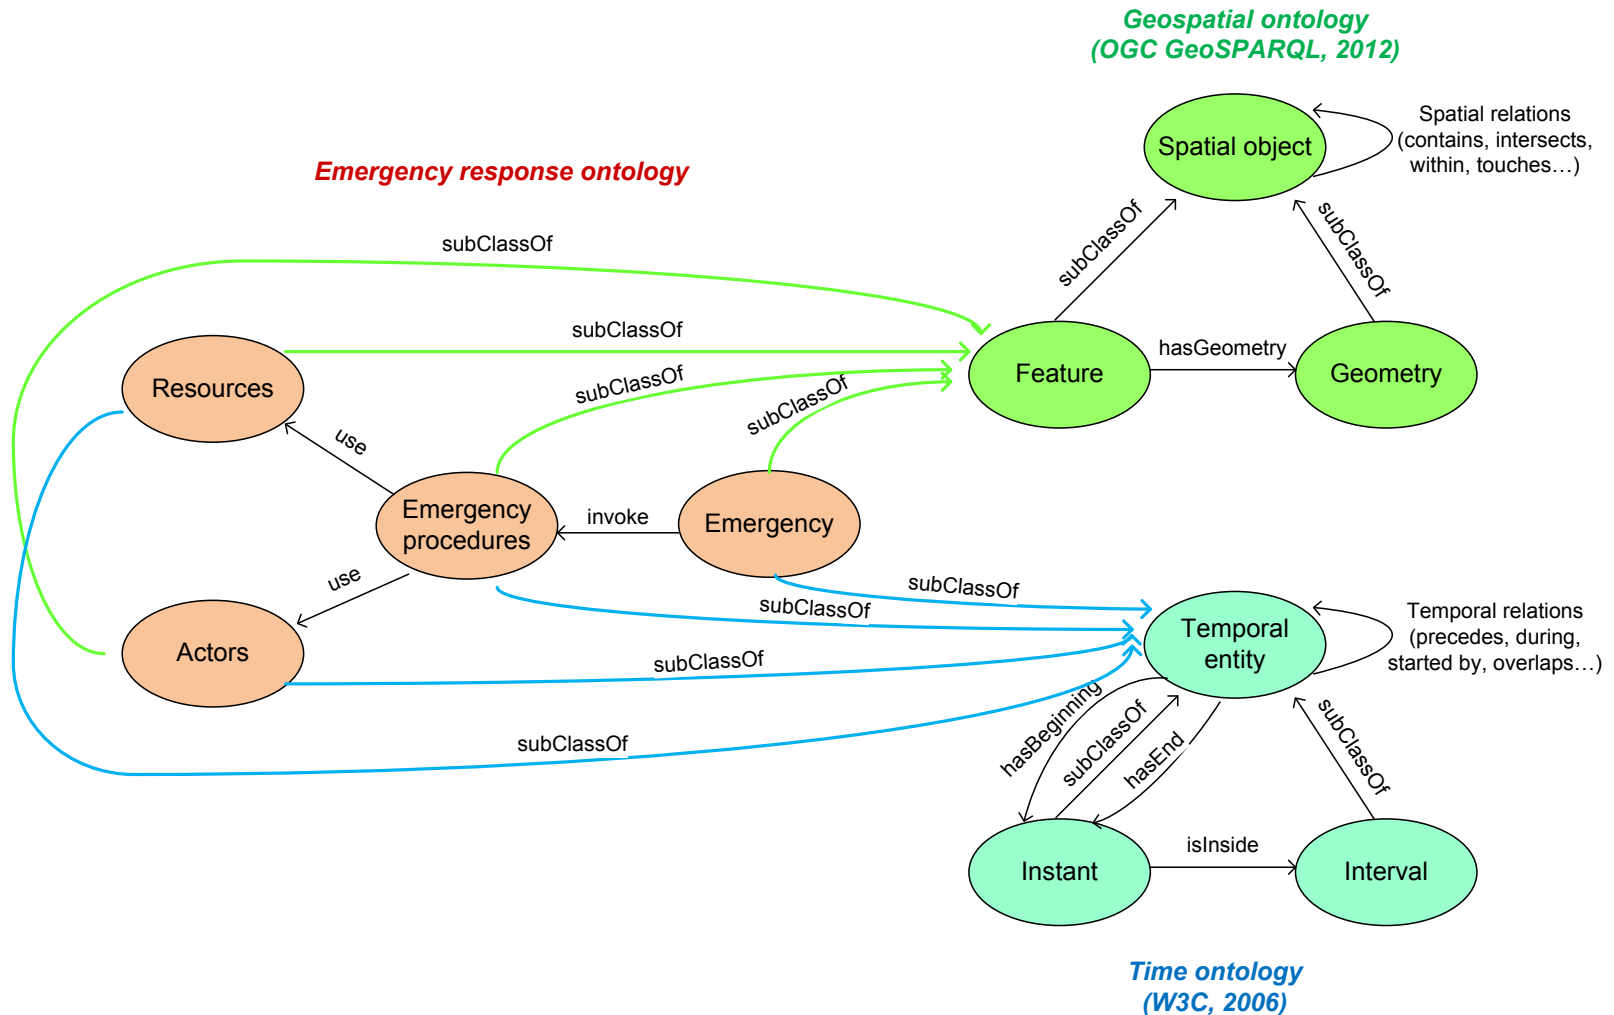 Geospatial ontology
(OGC GeoSPARQL, 2012)
Spatial object
Spatial relations
(contains, intersects,
within, touches…)
Emergency response ontology
subClassOf
subClassOf
subClassOf
subClassOf
Resources
subClassOf
subClassOf
Feature
hasGeometry
Geometry
use
Emergency
procedures
invoke
Emergency
use
Actors
subClassOf
subClassOf
subClassOf
subClassOf
Temporal
entity
Temporal relations
(precedes, during,
started by, overlaps…)
hasBeginning
subClassOf
hasEnd
subClassOf
Instant
isInside
Interval
Time ontology
(W3C, 2006)